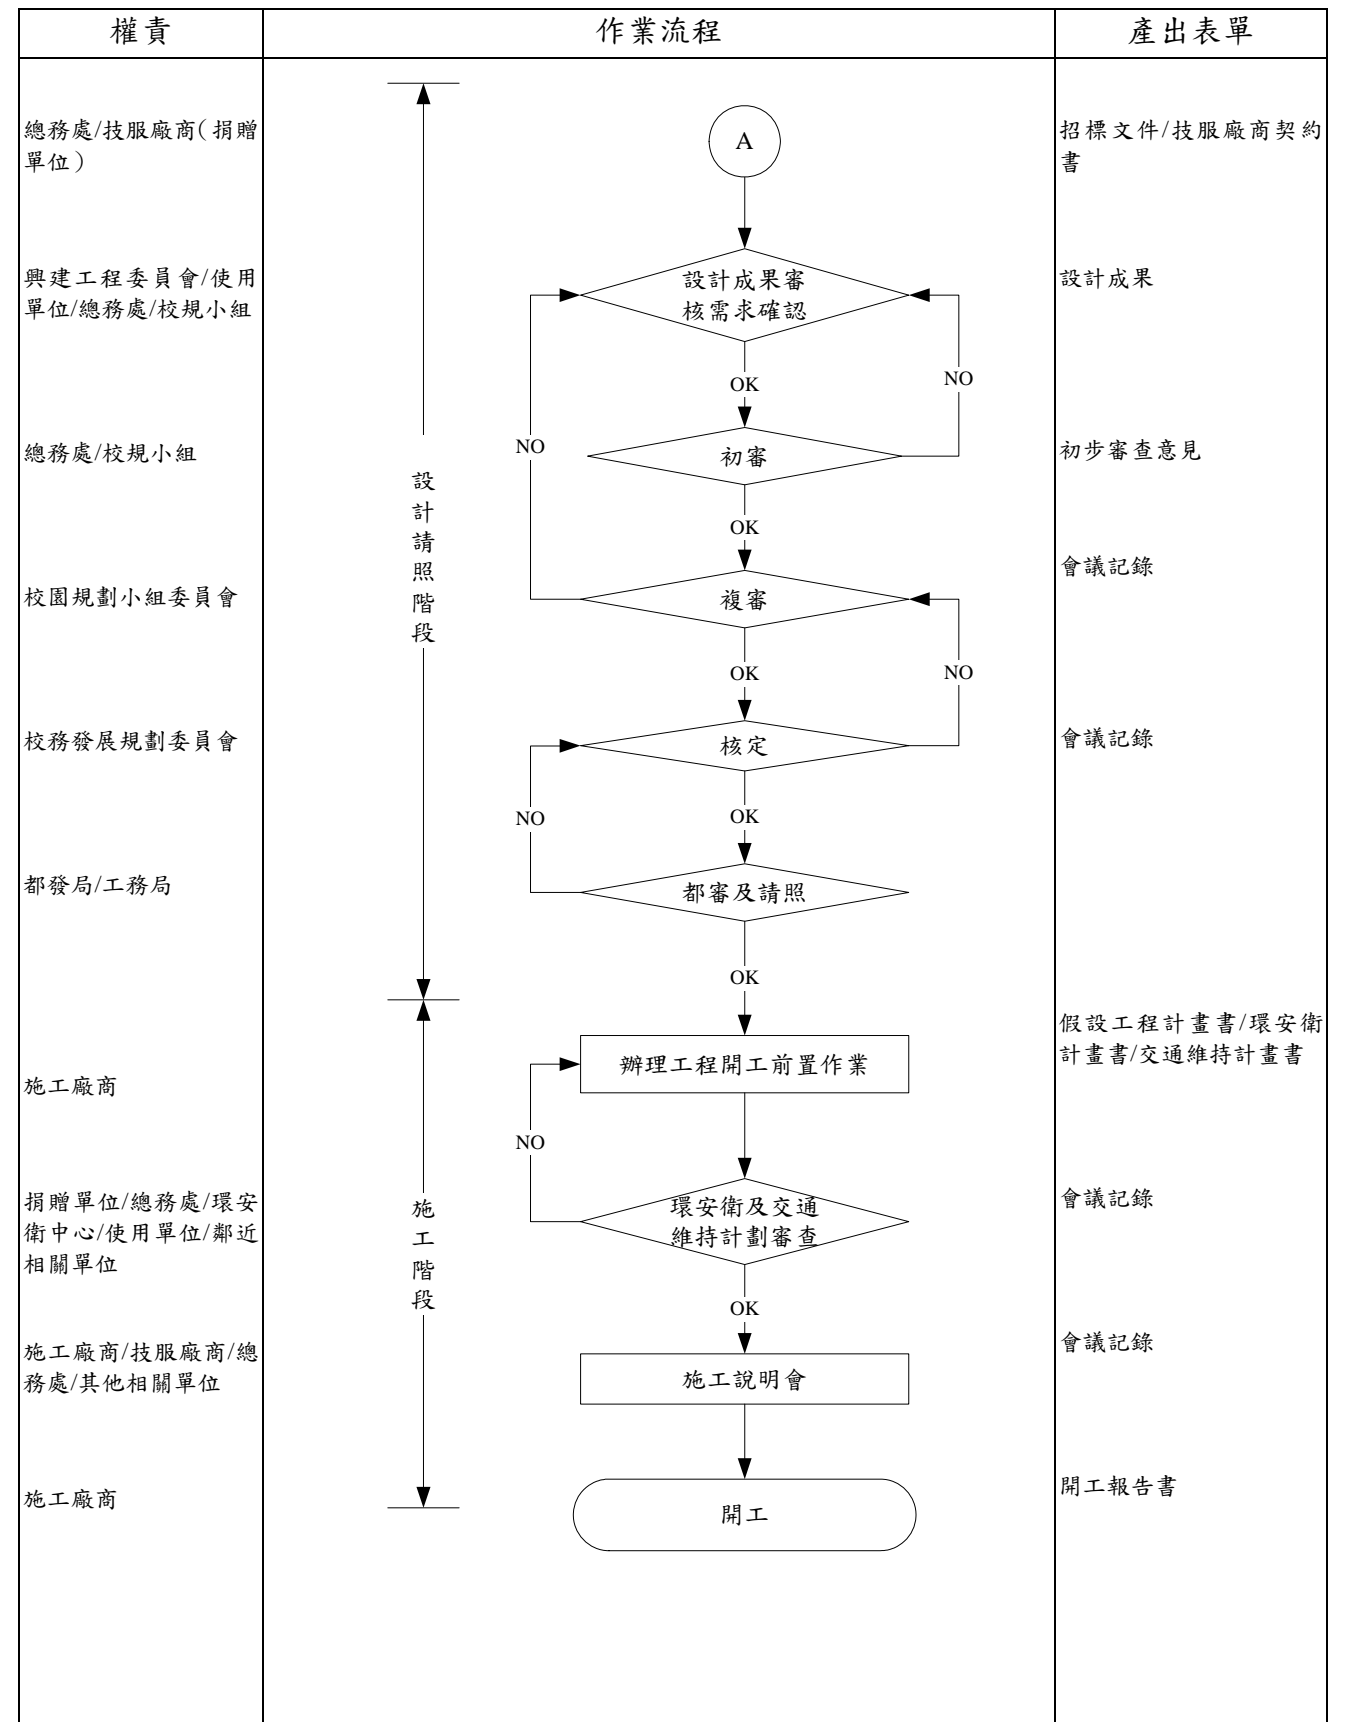 權責
作業流程
產出表單
總務處/技服廠商(捐贈
單位)
A
招標文件/技服廠商契約
書
興建工程委員會/使用
單位/總務處/校規小組
設計成果審
核需求確認
設計成果
OK
NO
總務處/校規小組
NO
初審
初步審查意見
設
計
請
照
階
段
OK
校園規劃小組委員會
複審
會議記錄
OK
NO
校務發展規劃委員會
核定
會議記錄
NO
OK
都發局/工務局
都審及請照
OK
施工廠商
辦理工程開工前置作業
假設工程計畫書/環安衛
計畫書/交通維持計畫書
NO
捐贈單位/總務處/環安
衛中心/使用單位/鄰近
相關單位
施
工
階
段
環安衛及交通
維持計劃審查
會議記錄
OK
施工廠商/技服廠商/總
務處/其他相關單位
施工說明會
會議記錄
施工廠商
開工
開工報告書